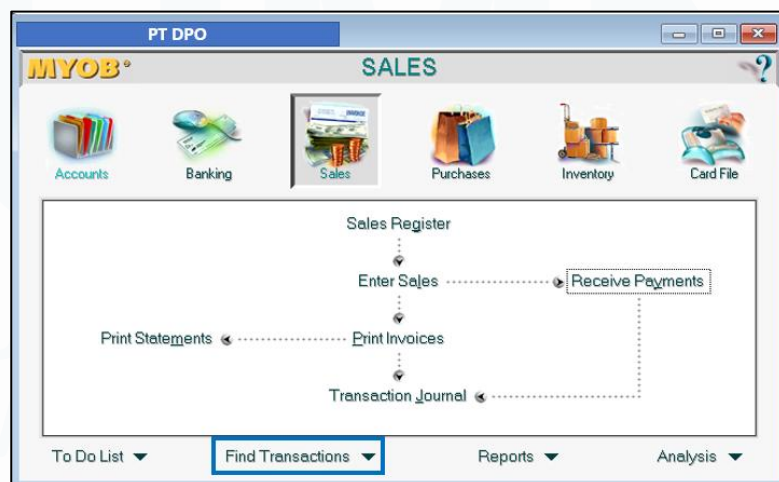 PT DPO
MYOB
SALES
?
Accounts
Banking
Sales
Purchases
Inventory
Card File
Sales Register
Enter Sales
Receive Payments
Print Statements
Print Invoices
Transaction Journal
To Do List
Find Transactions
Reports
Analysis